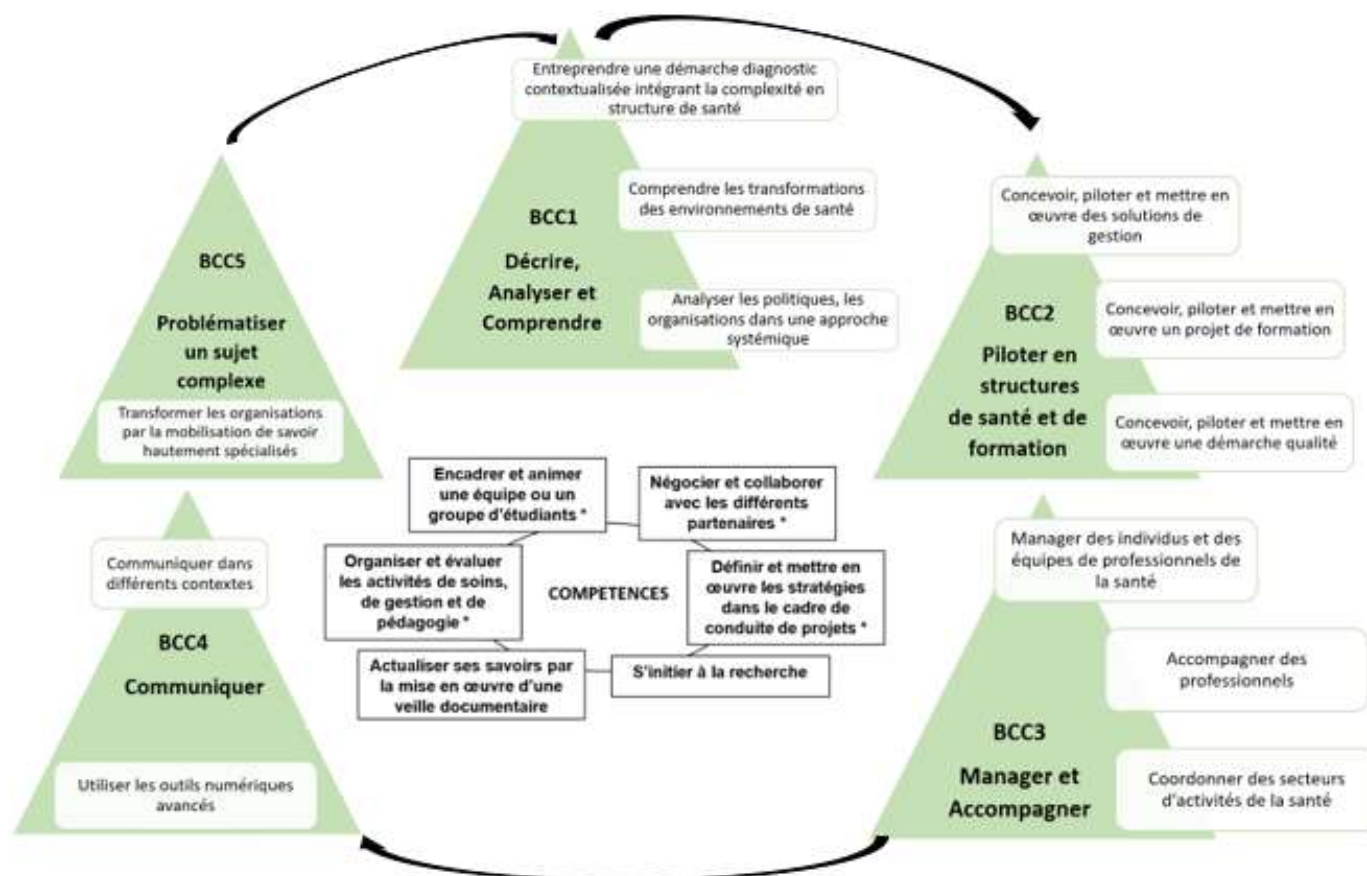 Entreprendre une démarche diagnostic
contextualisée intégrant la complexité en
structure de santé
Comprendre les transformations
des environnements de santé
BCC1
Décrire,
Analyser et
Comprendre
Analyser les politiques, les
organisations dans une approche
systémique
Concevoir, piloter et mettre en
œuvre des solutions de
gestion
BCC2
Piloter en
structures
de santé et de
formation
Concevoir, piloter et mettre en
œuvre un projet de formation
Concevoir, piloter et mettre en
œuvre une démarche qualité
BCC5
Problématiser
un sujet
complexe
Transformer les organisations
par la mobilisation de savoir
hautement spécialisés
Encadrer et animer
une équipe ou un
groupe d'étudiants *
Négocier et collaborer
avec les différents
partenaires *
Organiser et évaluer
les activités de soins,
de gestion et de
pédagogie *
COMPETENCES
Définir et mettre en
œuvre les stratégies
dans le cadre de
conduite de projets *
Actualiser ses savoirs par
la mise en œuvre d'une
veille documentaire
S'initier à la recherche
Communiquer dans
différents contextes
BCC4
Communiquer
Utiliser les outils numériques
avancés
Manager des individus et des
équipes de professionnels de
la santé
Accompagner des
professionnels
BCC3
Manager et
Accompagner
Coordonner des secteurs
d'activités de la santé